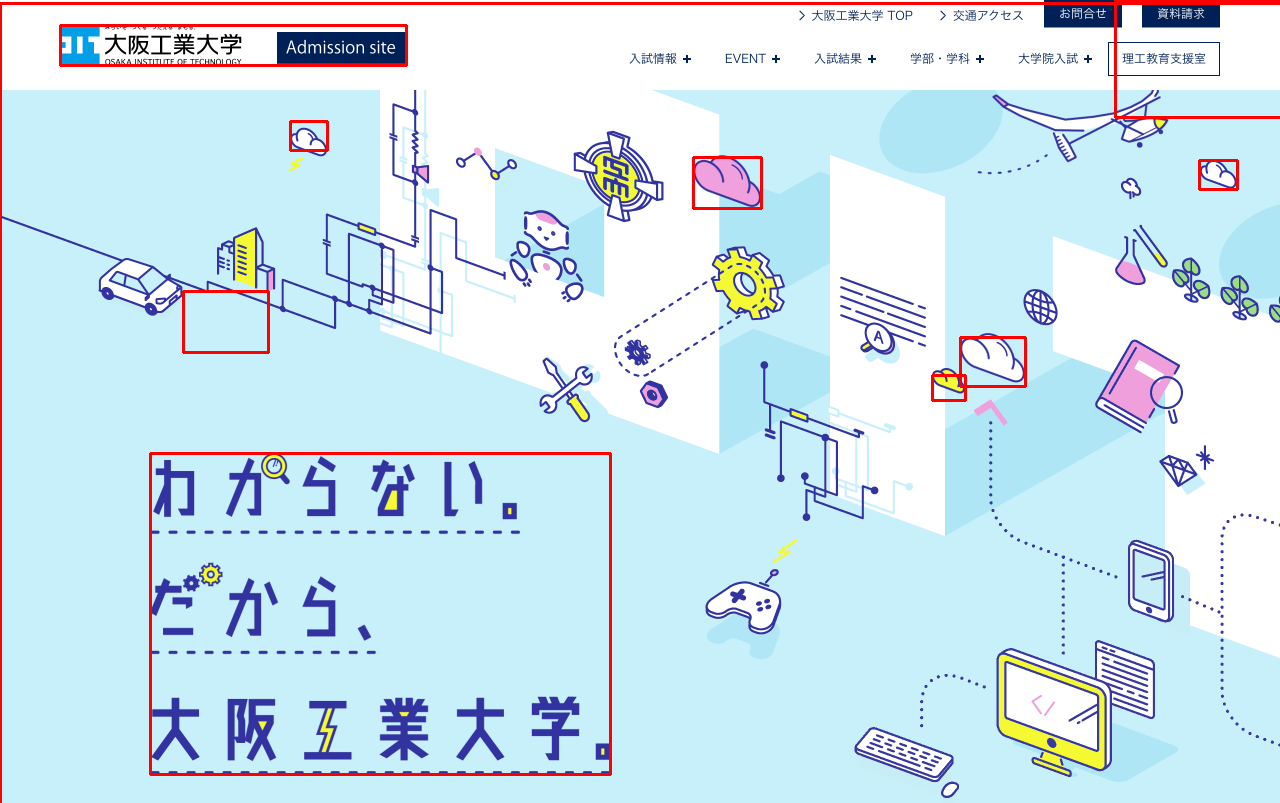 大阪工業大学 TOP
交通アクセス
お問合せ
資料請求
大阪工業大学
OSAKA INSTITUTE OF TECHNOLOGY
Admission site
入試情報
EVENT
入試結果
学部・学科
大学院入試
理工教育支援室
A
わからない。
だから、
大阪工業大学。